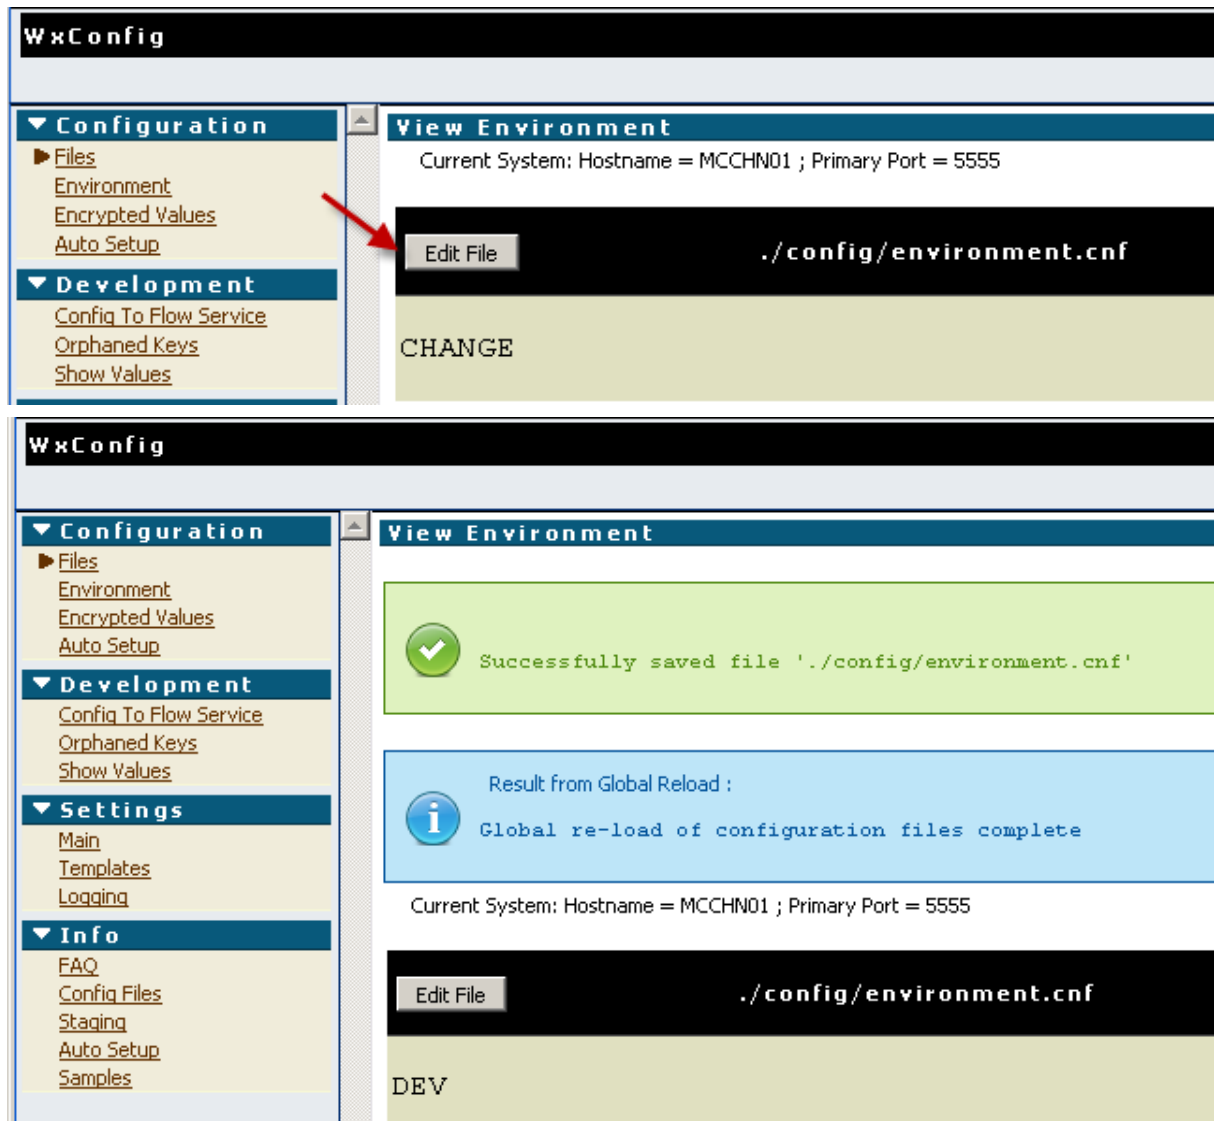 WxConfig
Configuration
Files
Environment
Encrypted Values
Auto Setup
Development
Config To Flow Service
Orphaned Keys
Show Values
View Environment
Current System: Hostname = MCCHN01 ; Primary Port = 5555
Edit File
./config/environment.cnf
CHANGE
WxConfig
Configuration
Files
Environment
Encrypted Values
Auto Setup
Development
Config To Flow Service
Orphaned Keys
Show Values
Settings
Main
Templates
Logging
Info
FAQ
Config Files
Staging
Auto Setup
Samples
View Environment
Successfully saved file './config/environment.cnf'
Result from Global Reload :
Global re-load of configuration files complete
Current System: Hostname = MCCHN01 ; Primary Port = 5555
Edit File
./config/environment.cnf
DEV